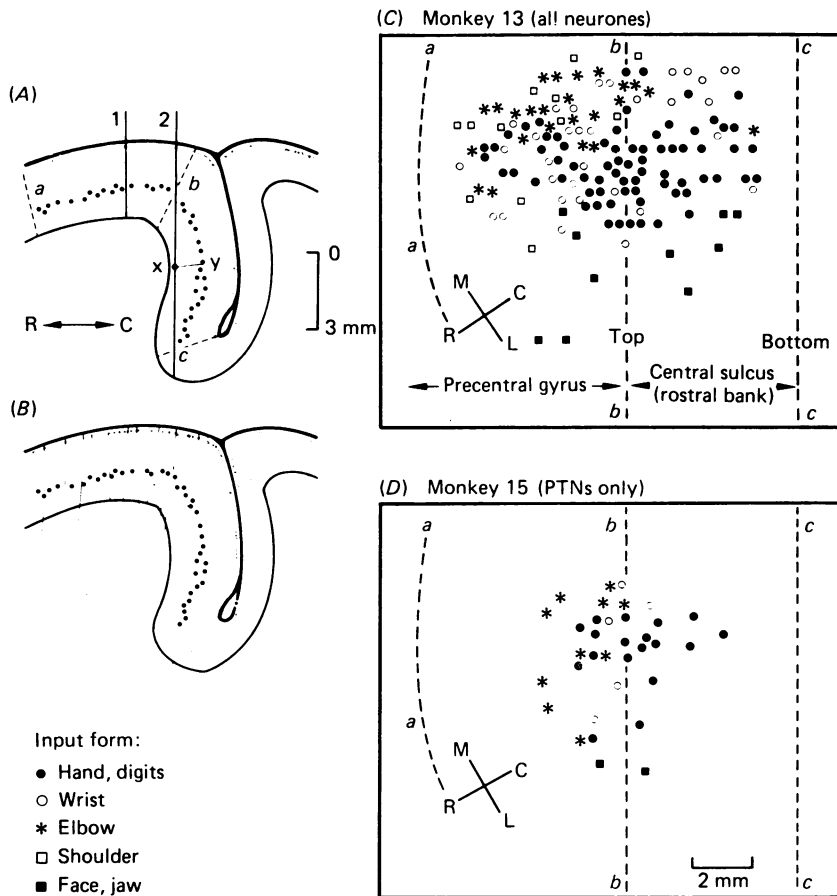 (A)
1 2
a
b
x y
c
0
3 mm
R C
(B)
Input form:
Hand, digits
Wrist
Elbow
Shoulder
Face, jaw
(C) Monkey 13 (all neurones)
a b c
a
M
C
R
L
Top
Bottom
Precentral gyrus
Central sulcus
(rostral bank)
b c
(D) Monkey 15 (PTNs only)
a b c
a
M
C
R
L
2 mm
b c